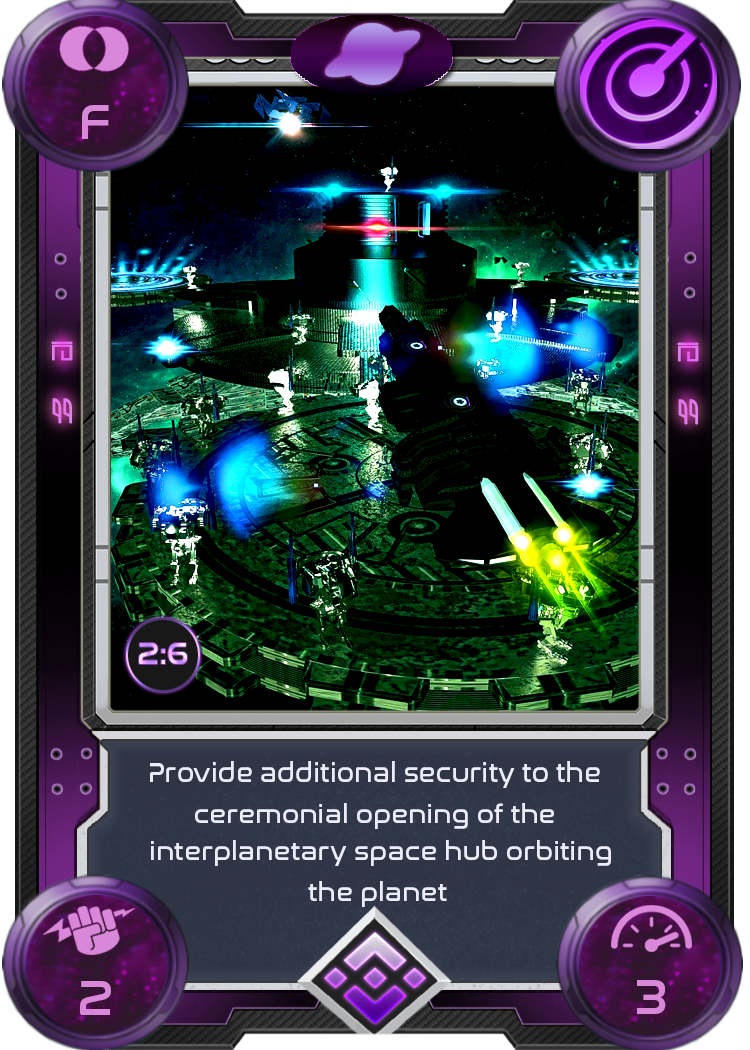 F
2:6
Provide additional security to the
ceremonial opening of the
interplanetary space hub orbiting
the planet
2
3